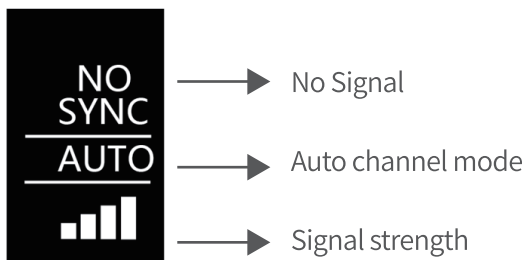 NO
SYNC
AUTO
No Signal
Auto channel mode
Signal strength